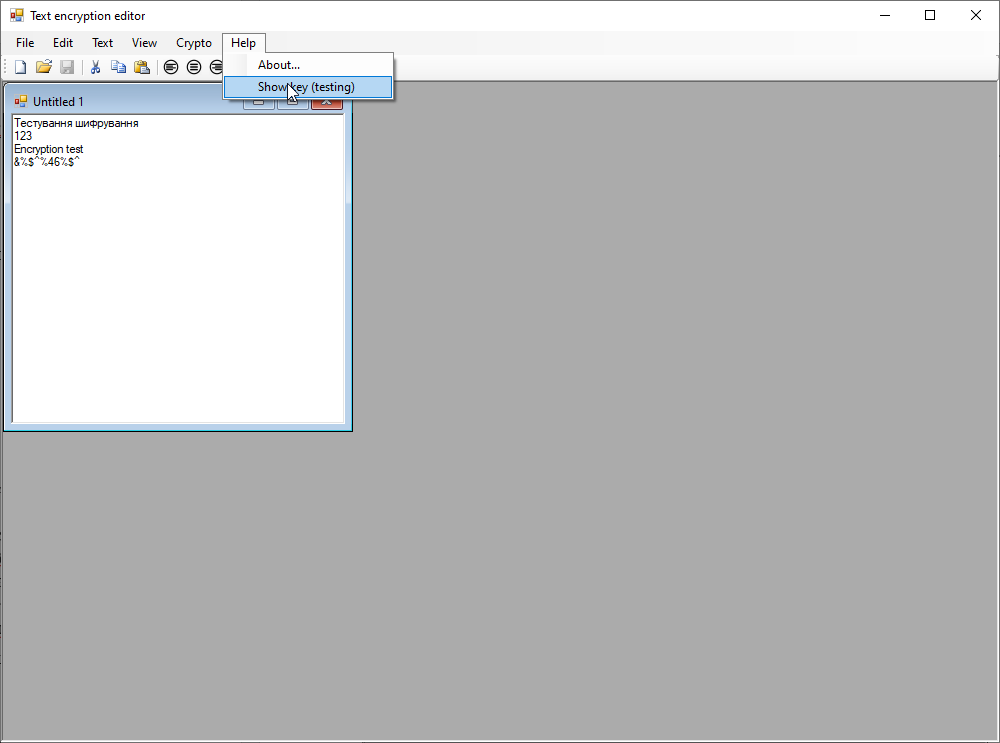 Text encryption editor
File Edit Text View Crypto Help
About...
Show key (testing)
Untitled 1
Тестування шифрування
123
Encryption test
&%$^%46%$^